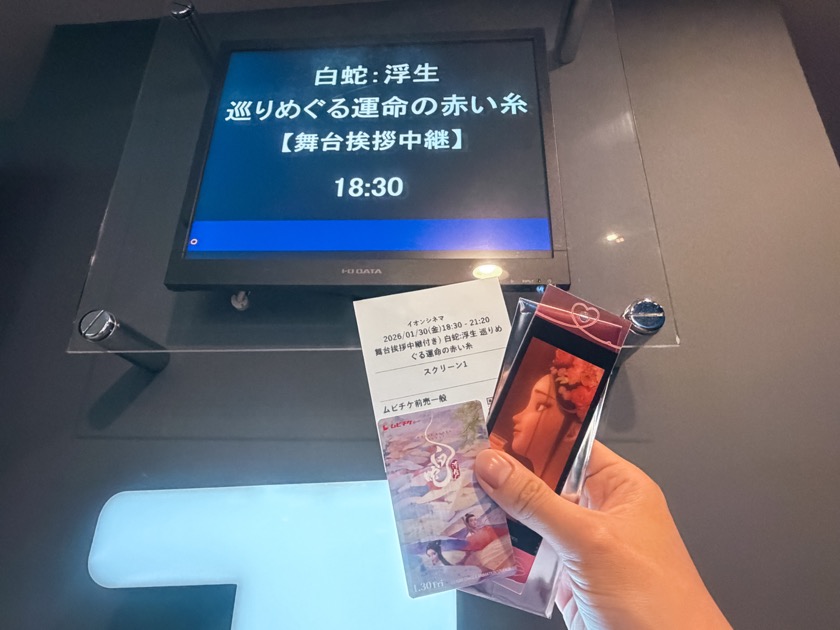 白蛇：浮生
巡りめぐる運命の赤い糸
【舞台挨拶中継】
18:30
I-O DATA
イオンシネマ
2026/01/30(金)18:30 - 21:20
舞台挨拶中継付き) 白蛇:浮生 巡りめ
ぐる運命の赤い糸
スクリーン1
ムビチケ前売一般
ムビチケ
白蛇
1.30 Fri